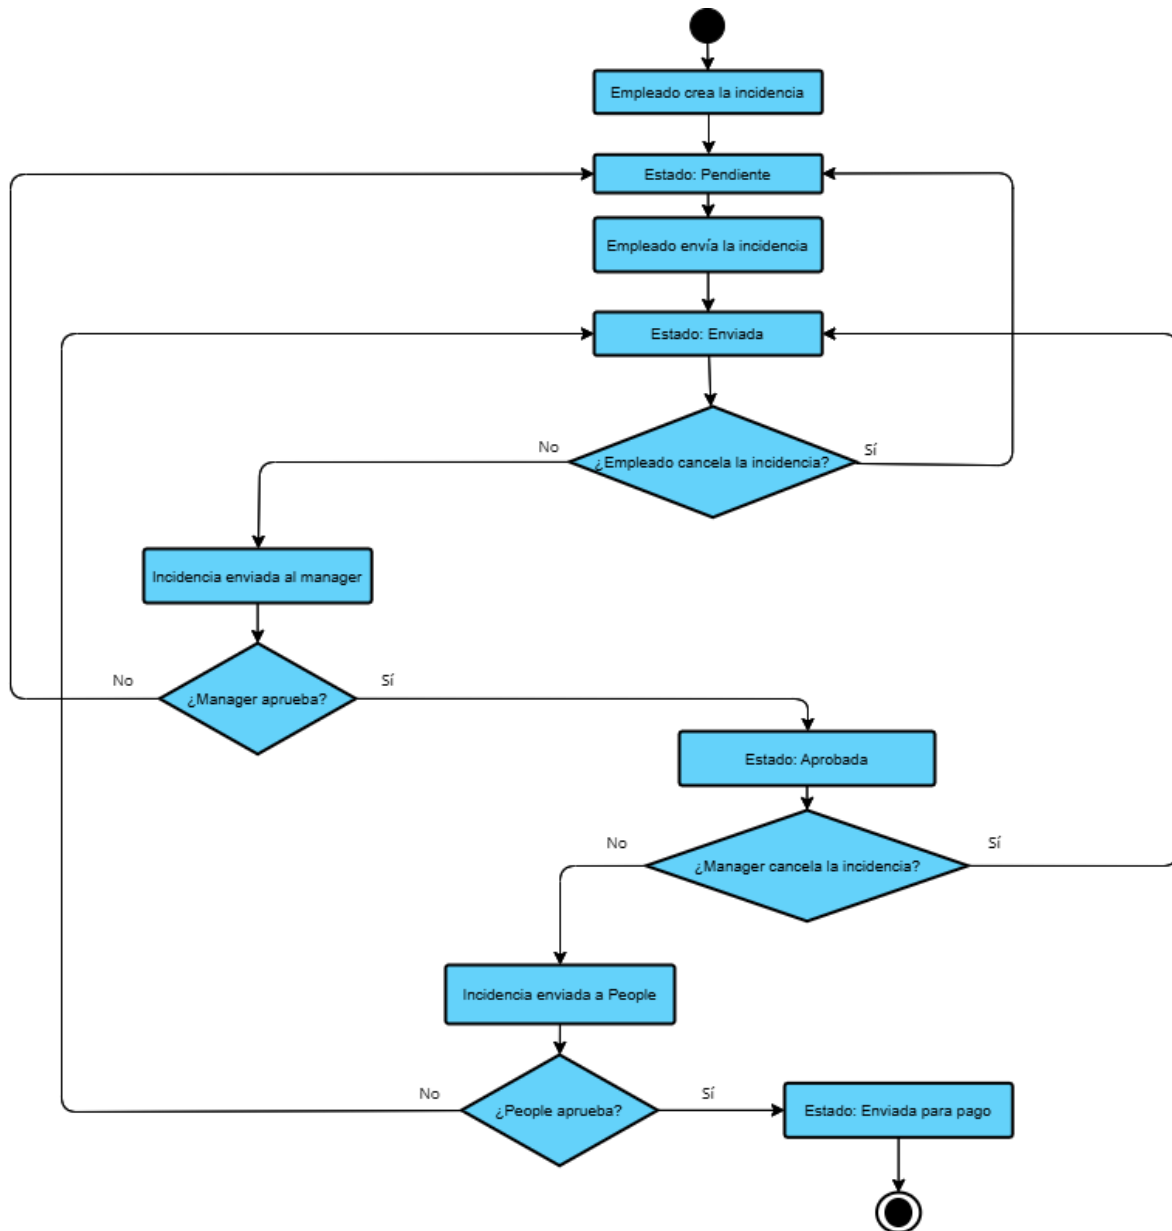 Empleado crea la incidencia
Estado: Pendiente
Empleado envía la incidencia
Estado: Enviada
No
¿Empleado cancela la incidencia?
Sí
Incidencia enviada al manager
No
¿Manager aprueba?
Sí
Estado: Aprobada
No
¿Manager cancela la incidencia?
Sí
Incidencia enviada a People
No
¿People aprueba?
Sí
Estado: Enviada para pago